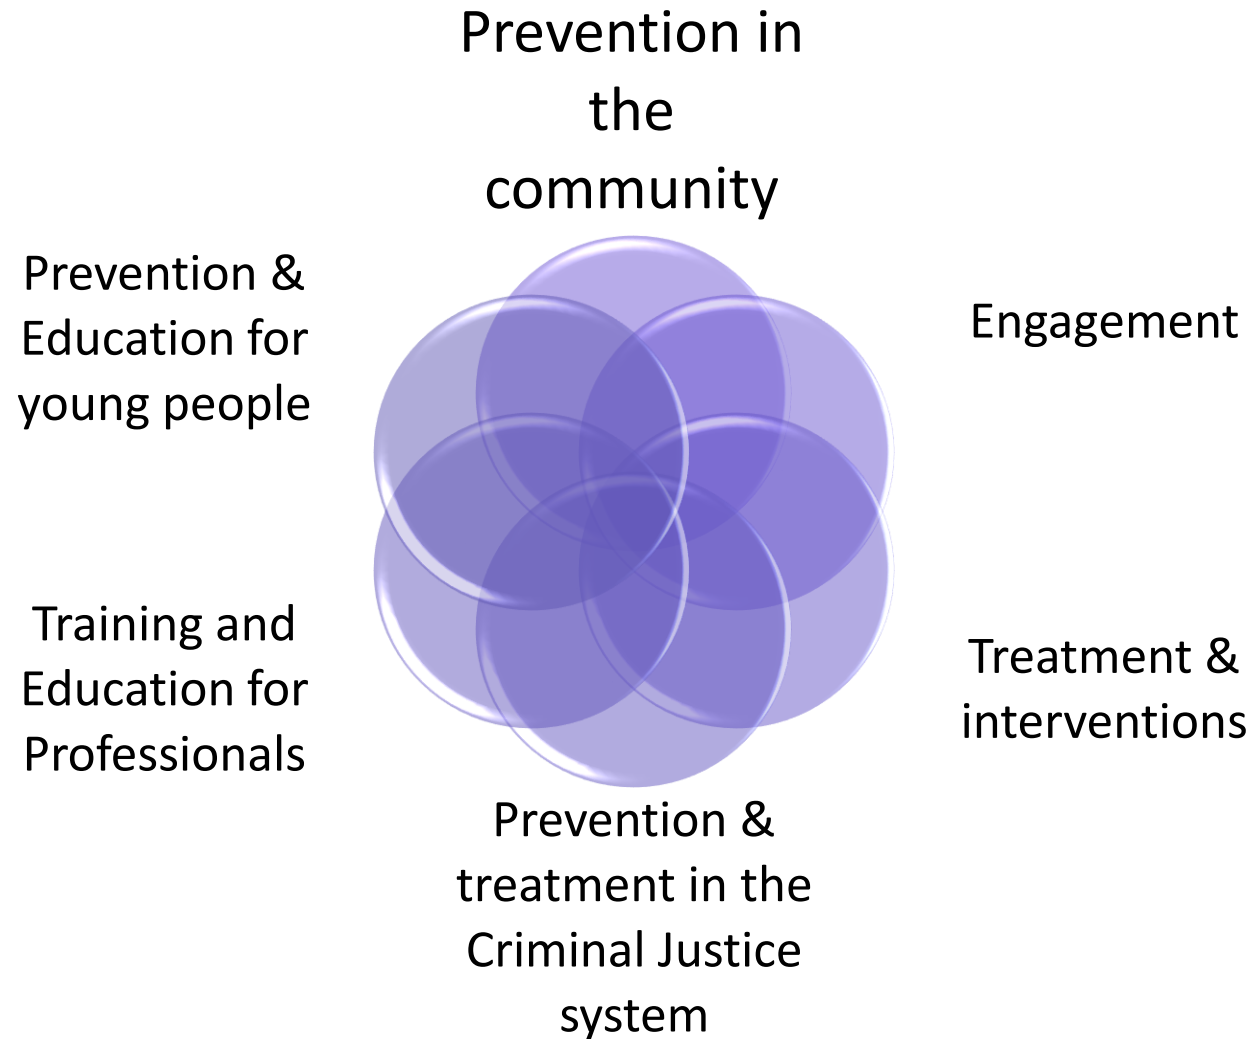 Prevention in
the
community
Engagement
Treatment &
interventions
Prevention &
treatment in the
Criminal Justice
system
Training and
Education for
Professionals
Prevention &
Education for
young people